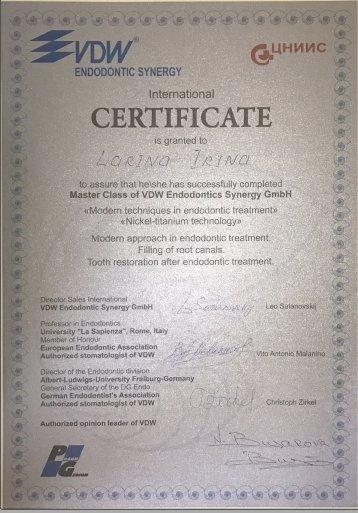 VDW®
ЦНИИС
ENDODONTIC SYNERGY
International
CERTIFICATE
is granted to
Larina Irina
to assure that he\she has successfully completed
Master Class of VDW Endodontics Synergy GmbH
«Modern techniques in endodontic treatment»
«Nickel-titanium technology»
Modern approach in endodontic treatment.
Filling of root canals.
Tooth restoration after endodontic treatment.
Director Sales International
VDW Endodontic Synergy GmbH
Leo Sirlanovskij
Professor in Endodontics
University "La Sapienza", Rome, Italy
Member of Honour
European Endodontic Association
Authorized stomatologist of VDW
Vito Antonio Malanino
Director of the Endodontic division
Albert-Ludwigs-University Freiburg-Germany
General Secretary of the DG Endo
German Endodontist's Association
Authorized stomatologist of VDW
Christoph Zirkel
Authorized opinion leader of VDW
N. Busarova